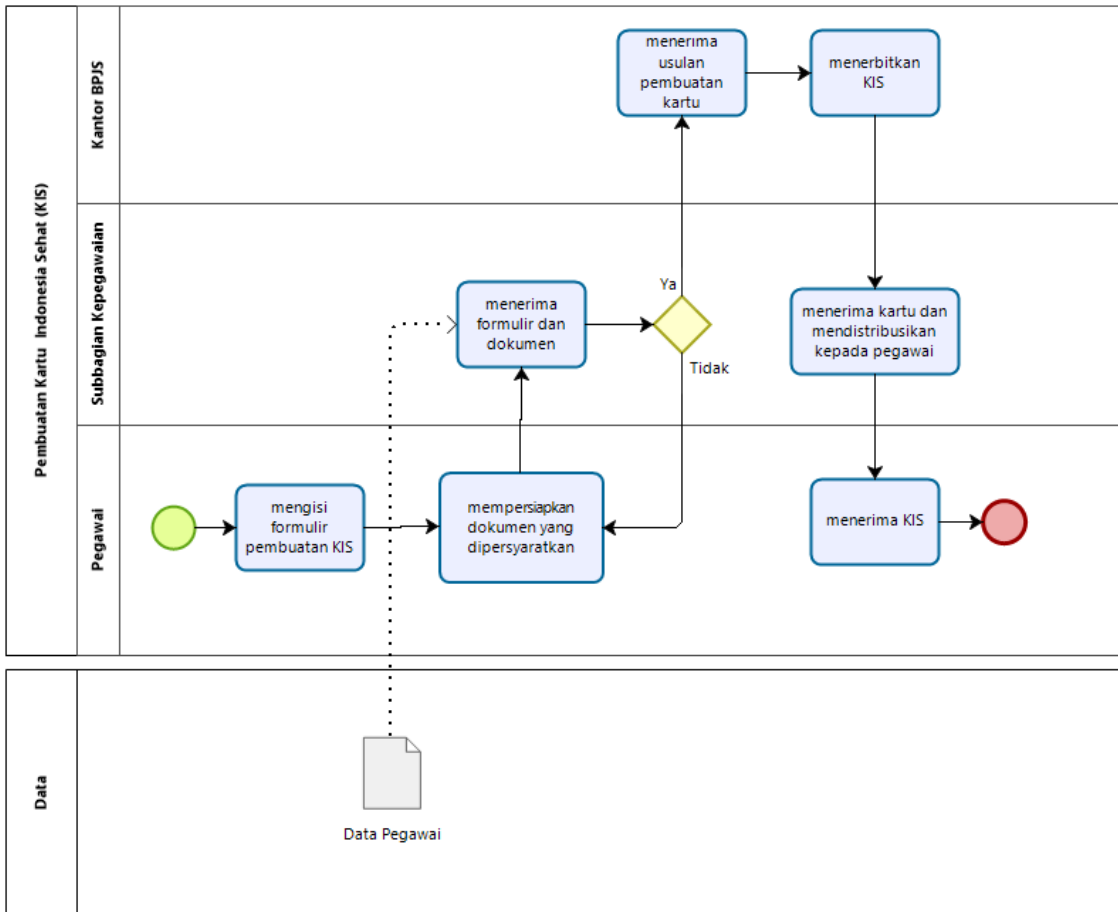 Pembuatan Kartu  Indonesia Sehat (KIS)
Kantor BPJS
menerima
usulan
pembuatan
kartu
menerbitkan
KIS
Subbagian Kepegawaian
menerima
formulir dan
dokumen
Ya
Tidak
menerima kartu dan
mendistribusikan
kepada pegawai
Pegawai
mengisi
formulir
pembuatan KIS
mempersiapkan
dokumen yang
dipersyaratkan
menerima KIS
Data
Data Pegawai